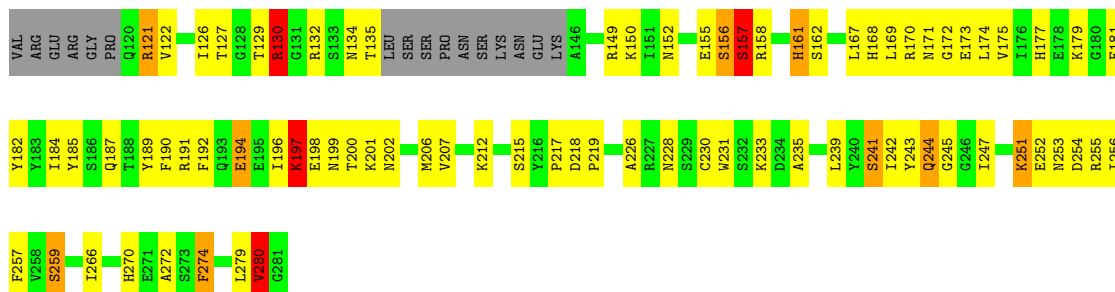 VAL ARG GLU ARG GLY PRO Q120 R121 V122 I126 T127 G128 T129 R130 G131 R132 S133 N134 T135 LEU SER SER PRO ASN SER LYS ASN GLU LYS A146 R149 K150 I151 N152 E155 S156 S157 R158 H161 S162 L167 H168 L169 R170 N171 G172 E173 L174 V175 I176 H177 E178 K179 G180 F181
Y182 Y183 I184 Y185 S186 Q187 T188 Y189 F190 R191 F192 Q193 E194 E195 I196 K197 E198 N199 T200 K201 N202 M206 V207 K212 S215 Y216 P217 D218 P219 A226 R227 N228 S229 C230 W231 S232 K233 D234 A235 L239 Y240 S241 I242 Y243 Q244 G245 G246 I247 K251 E252 N253 D254 R255 I256
F257 V258 S259 I266 H270 E271 A272 S273 F274 L279 V280 G281